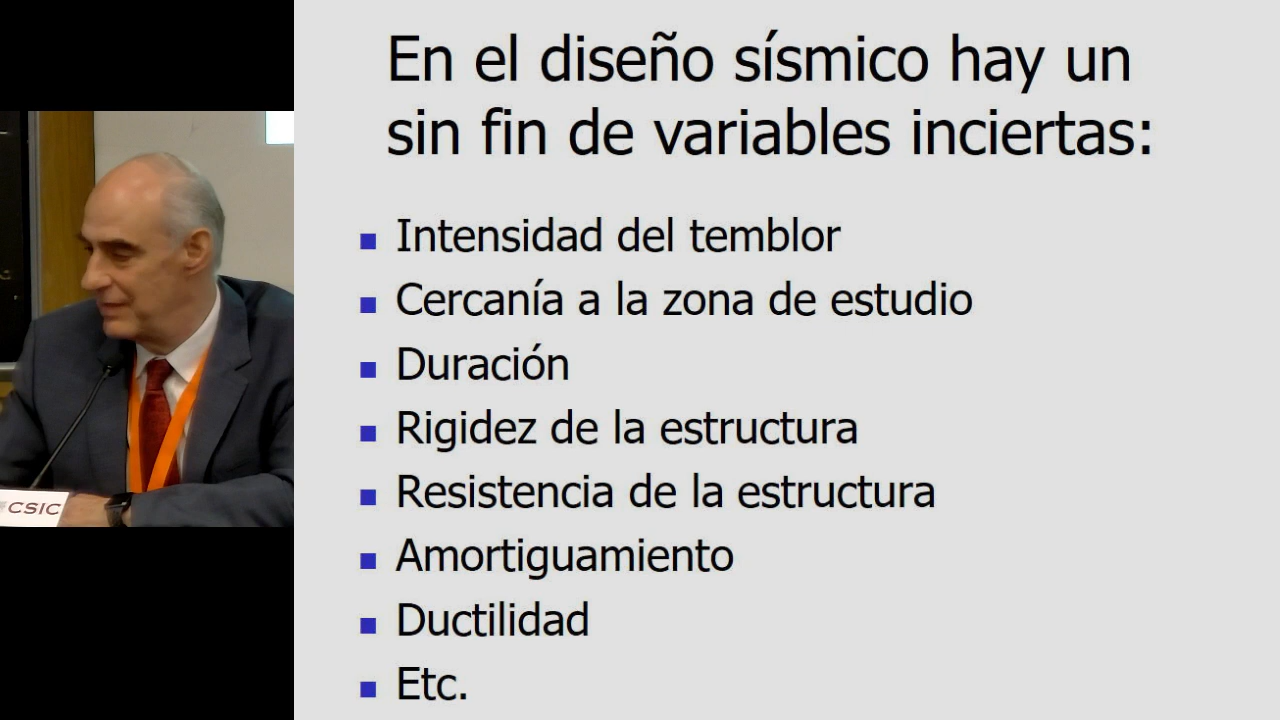 En el diseño sísmico hay un
sin fin de variables inciertas:
Intensidad del temblor
Cercanía a la zona de estudio
Duración
Rigidez de la estructura
Resistencia de la estructura
Amortiguamiento
Ductilidad
Etc.
CSIC